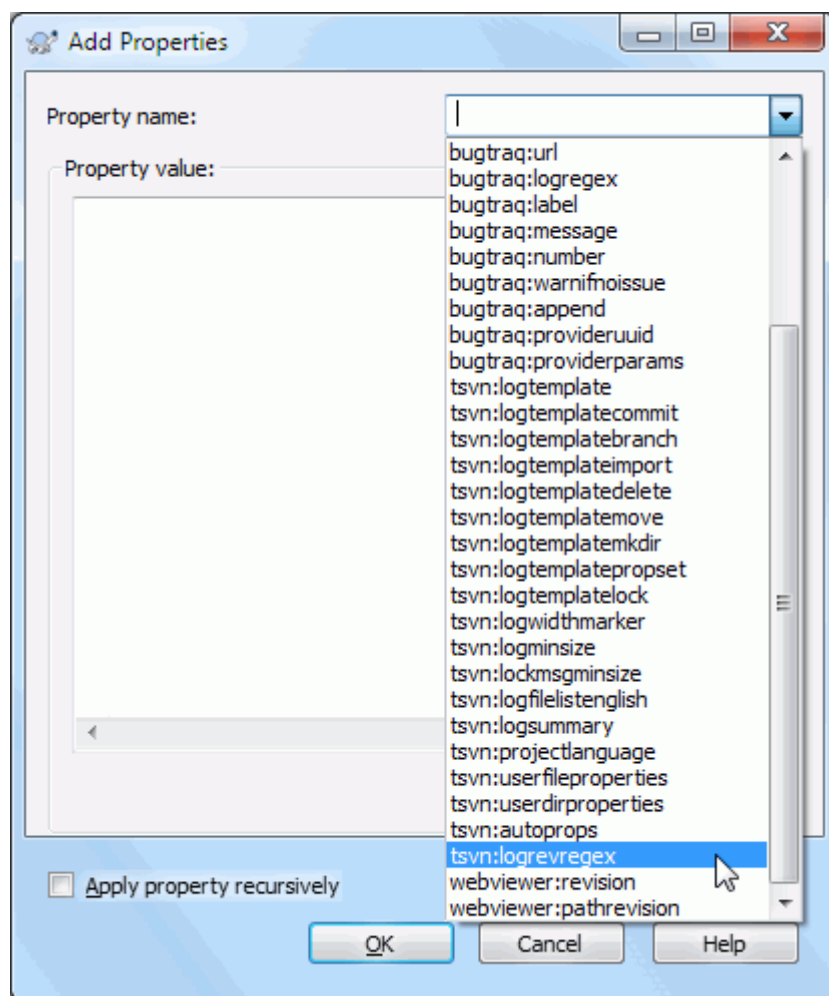 Add Properties
Property name:
Property value:
bugtraq:url
bugtraq:logregex
bugtraq:label
bugtraq:message
bugtraq:number
bugtraq:warnifnoissue
bugtraq:append
bugtraq:provideruuid
bugtraq:providerparams
tsvn:logtemplate
tsvn:logtemplatecommit
tsvn:logtemplatebranch
tsvn:logtemplateimport
tsvn:logtemplatedelete
tsvn:logtemplatemove
tsvn:logtemplatemkdir
tsvn:logtemplatepropset
tsvn:logtemplatelock
tsvn:logwidthmarker
tsvn:logminsize
tsvn:lockmsgminsize
tsvn:logfilelistenglish
tsvn:logsummary
tsvn:projectlanguage
tsvn:userfileproperties
tsvn:userdirproperties
tsvn:autoprops
tsvn:logrevregex
webviewer:revision
webviewer:pathrevision
Apply property recursively
OK Cancel Help